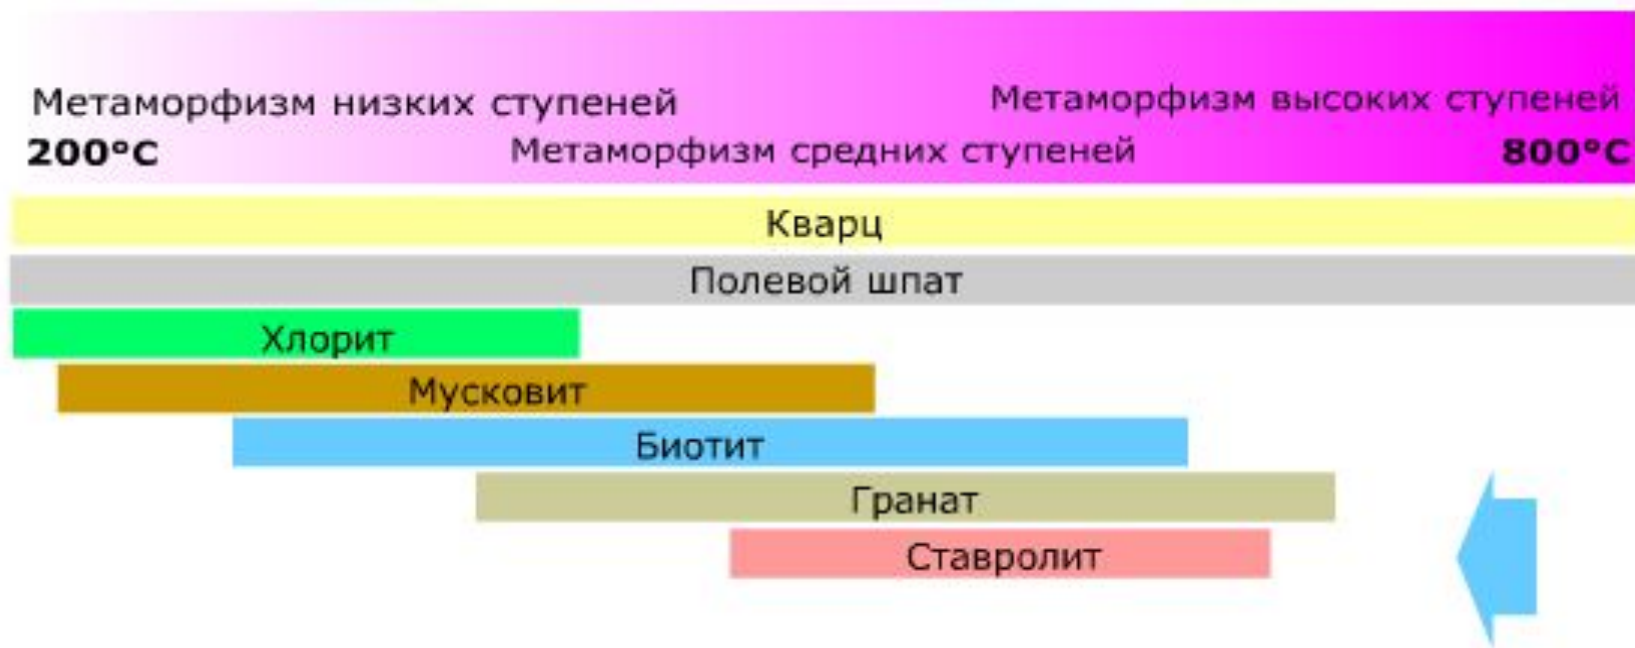 Метаморфизм низких ступеней
Метаморфизм высоких ступеней
200°C
Метаморфизм средних ступеней
800°C
Кварц
Полевой шпат
Хлорит
Мусковит
Биотит
Гранат
Ставролит